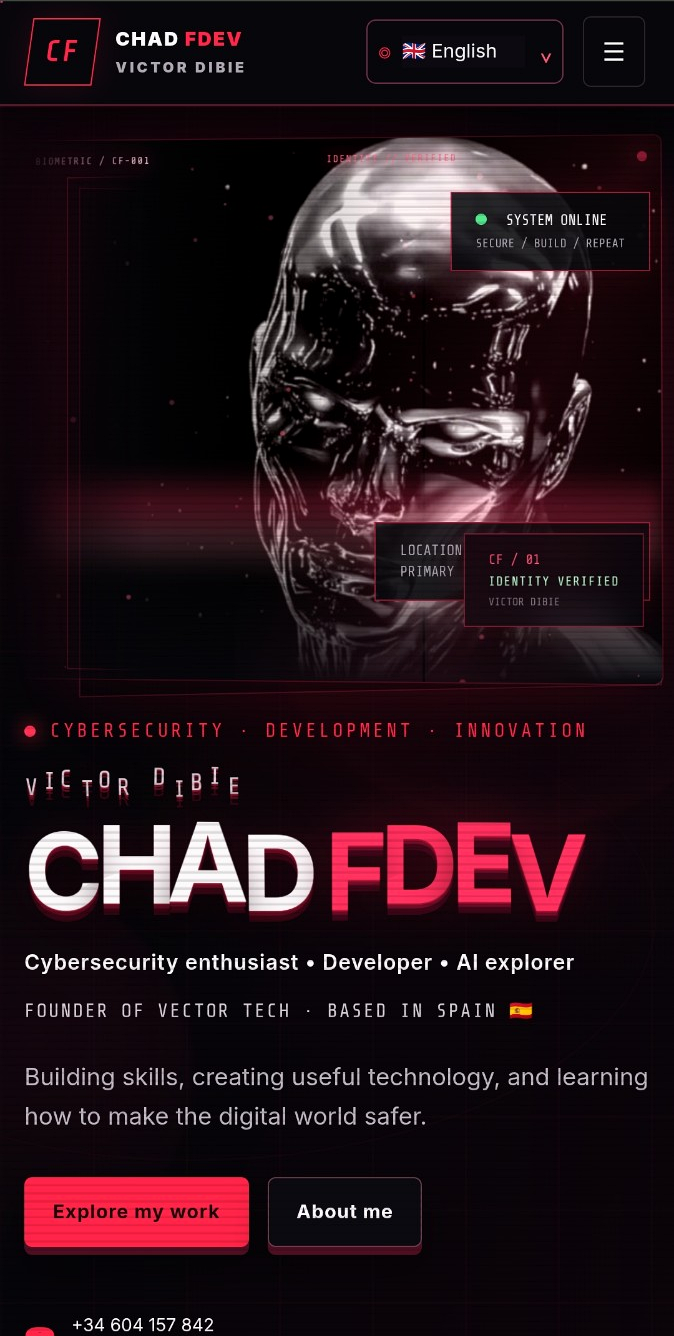 CF
CHAD FDEV
VICTOR DIBIE
🇬🇧 English
BIOMETRIC / CF-001
VERIFIED
SYSTEM ONLINE
SECURE / BUILD / REPEAT
LOCATION
PRIMARY
CF / 01
IDENTITY VERIFIED
VICTOR DIBIE
CYBERSECURITY · DEVELOPMENT · INNOVATION
VICTOR DIBIE
CHAD FDEV
Cybersecurity enthusiast • Developer • AI explorer
FOUNDER OF VECTOR TECH · BASED IN SPAIN 🇪🇸
Building skills, creating useful technology, and learning
how to make the digital world safer.
Explore my work
About me
+34 604 157 842